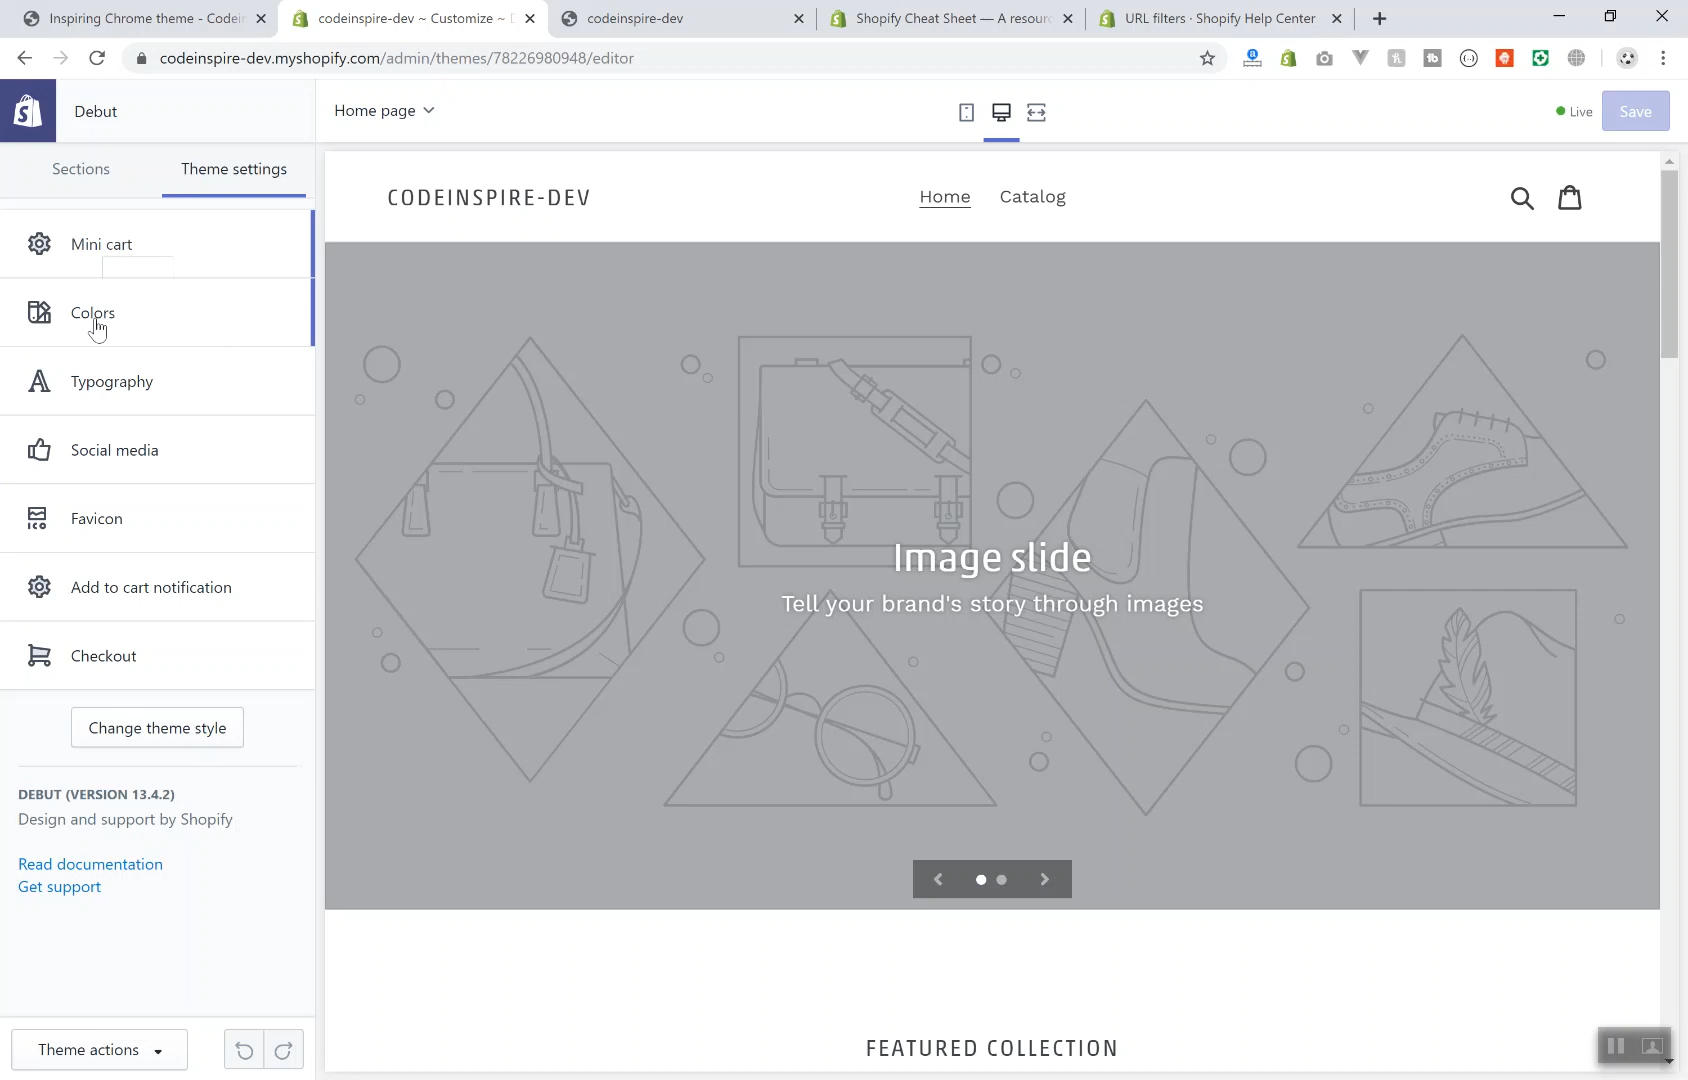 Inspiring Chrome theme - Codein
codeinspire-dev ~ Customize ~
codeinspire-dev
Shopify Cheat Sheet — A resourc
URL filters · Shopify Help Center
codeinspire-dev.myshopify.com/admin/themes/78226980948/editor
Debut
Home page
Live
Save
Sections
Theme settings
Mini cart
Colors
Typography
Social media
Favicon
Add to cart notification
Checkout
Change theme style
DEBUT (VERSION 13.4.2)
Design and support by Shopify
Read documentation
Get support
Theme actions
CODEINSPIRE-DEV
Home
Catalog
Image slide
Tell your brand's story through images
FEATURED COLLECTION